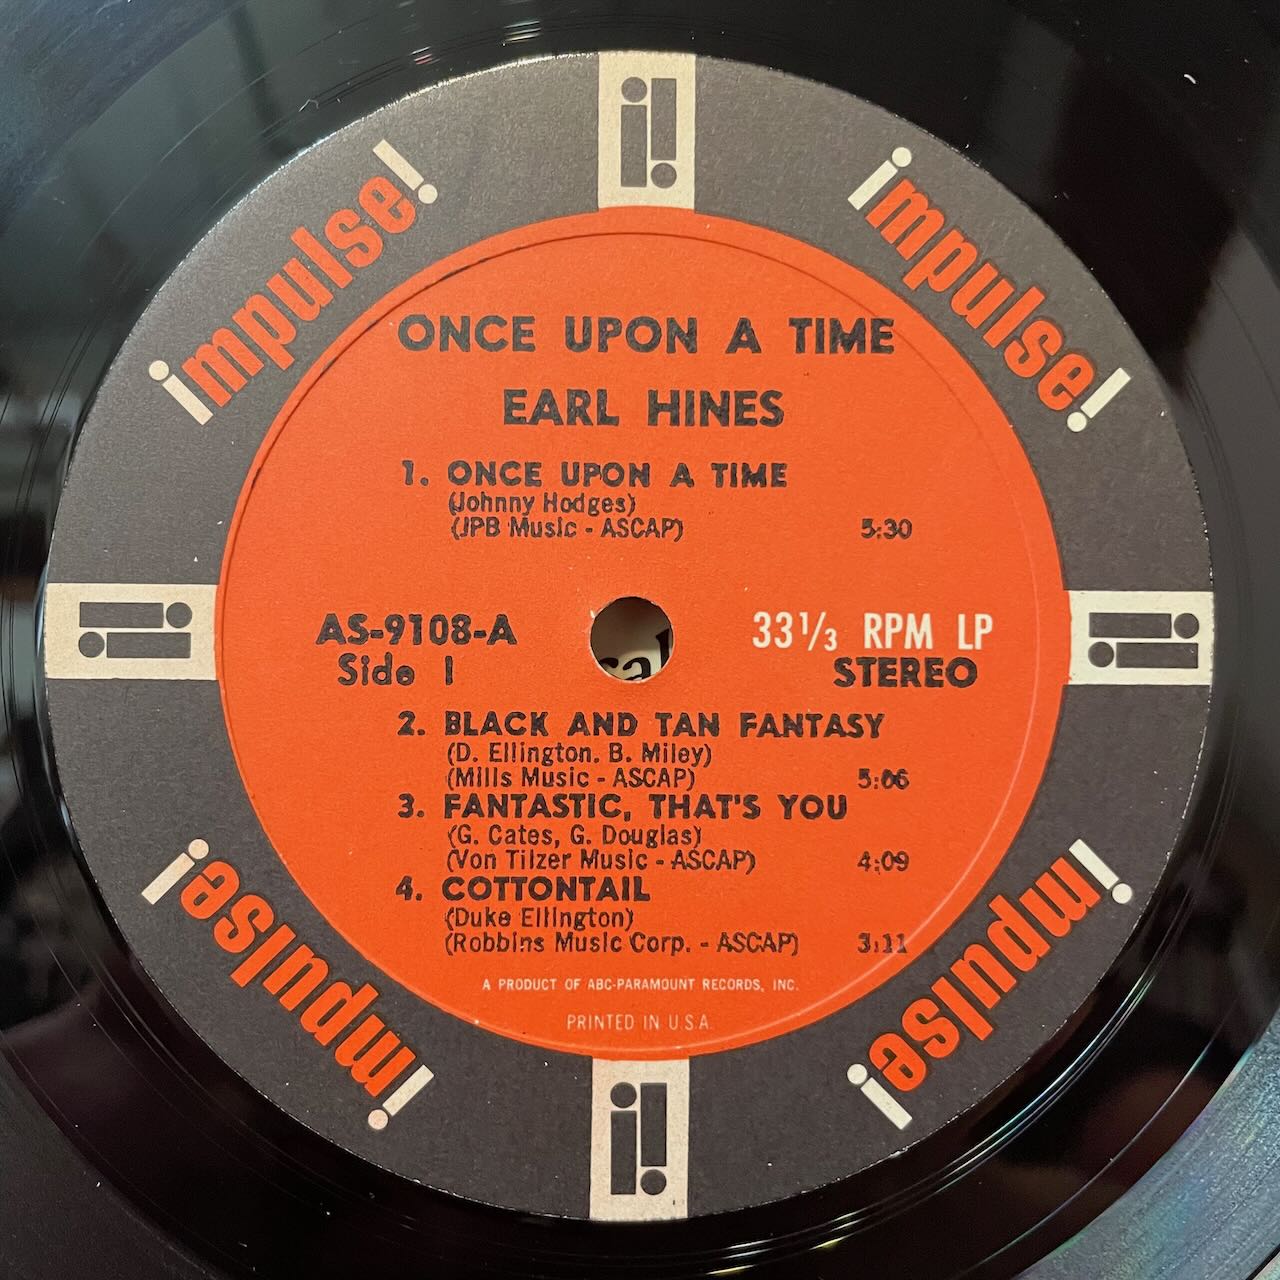 impulse!
impulse!
ONCE UPON A TIME
EARL HINES
1. ONCE UPON A TIME
(Johnny Hodges)
(JPB Music - ASCAP) 5:30
AS-9108-A
Side 1
33 1/3 RPM LP
STEREO
2. BLACK AND TAN FANTASY
(D. Ellington. B. Miley)
(Mills Music - ASCAP) 5:06
3. FANTASTIC, THAT'S YOU
(G. Cates, G. Douglas)
(Von Tilzer Music - ASCAP) 4:09
4. COTTONTAIL
(Duke Ellington)
(Robbins Music Corp. - ASCAP) 3:11
A PRODUCT OF ABC-PARAMOUNT RECORDS, INC.
PRINTED IN U.S.A.
impulse!
impulse!